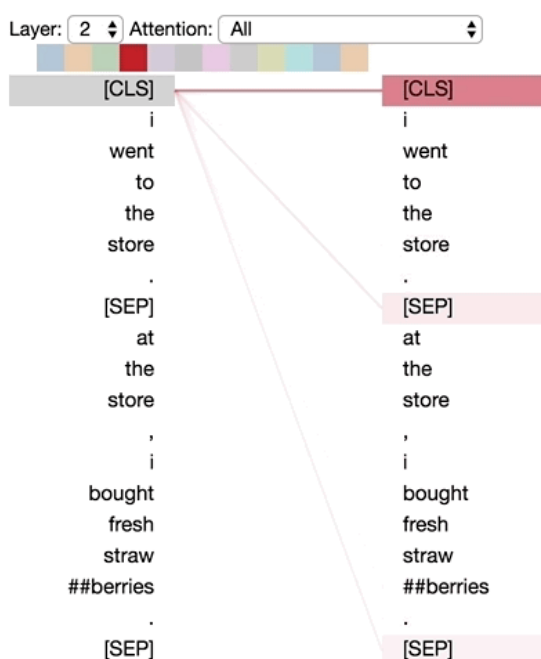 Layer: 2 Attention: All
[CLS] [CLS]
i i
went went
to to
the the
store store
. .
[SEP] [SEP]
at at
the the
store store
, ,
i i
bought bought
fresh fresh
straw straw
##berries ##berries
. .
[SEP] [SEP]